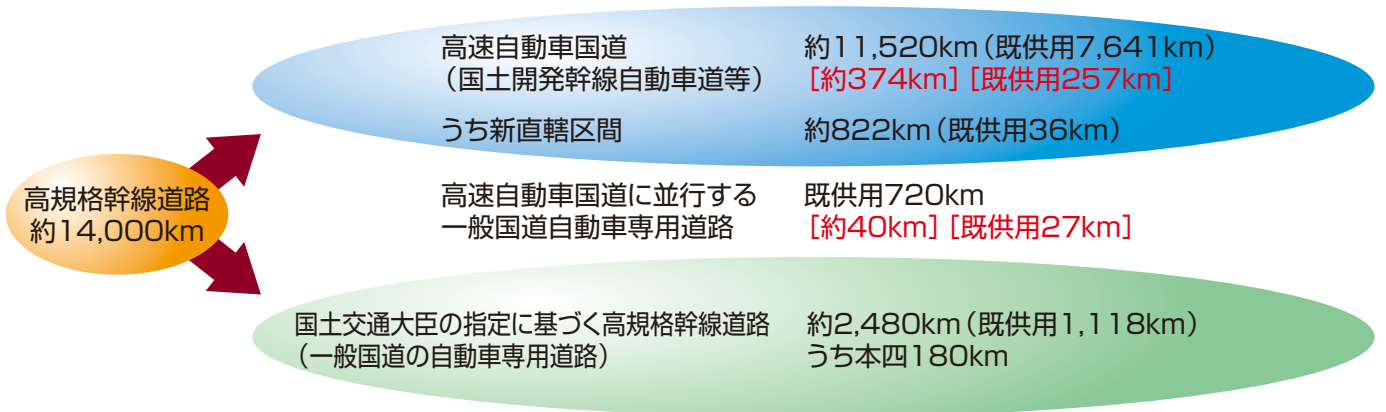 高規格幹線道路
約14,000km
高速自動車国道 約11,520km(既供用7,641km)
(国土開発幹線自動車道等) [約374km] [既供用257km]
うち新直轄区間 約822km(既供用36km)
高速自動車国道に並行する 既供用720km
一般国道自動車専用道路 [約40km] [既供用27km]
国土交通大臣の指定に基づく高規格幹線道路 約2,480km(既供用1,118km)
(一般国道の自動車専用道路) うち本四180km